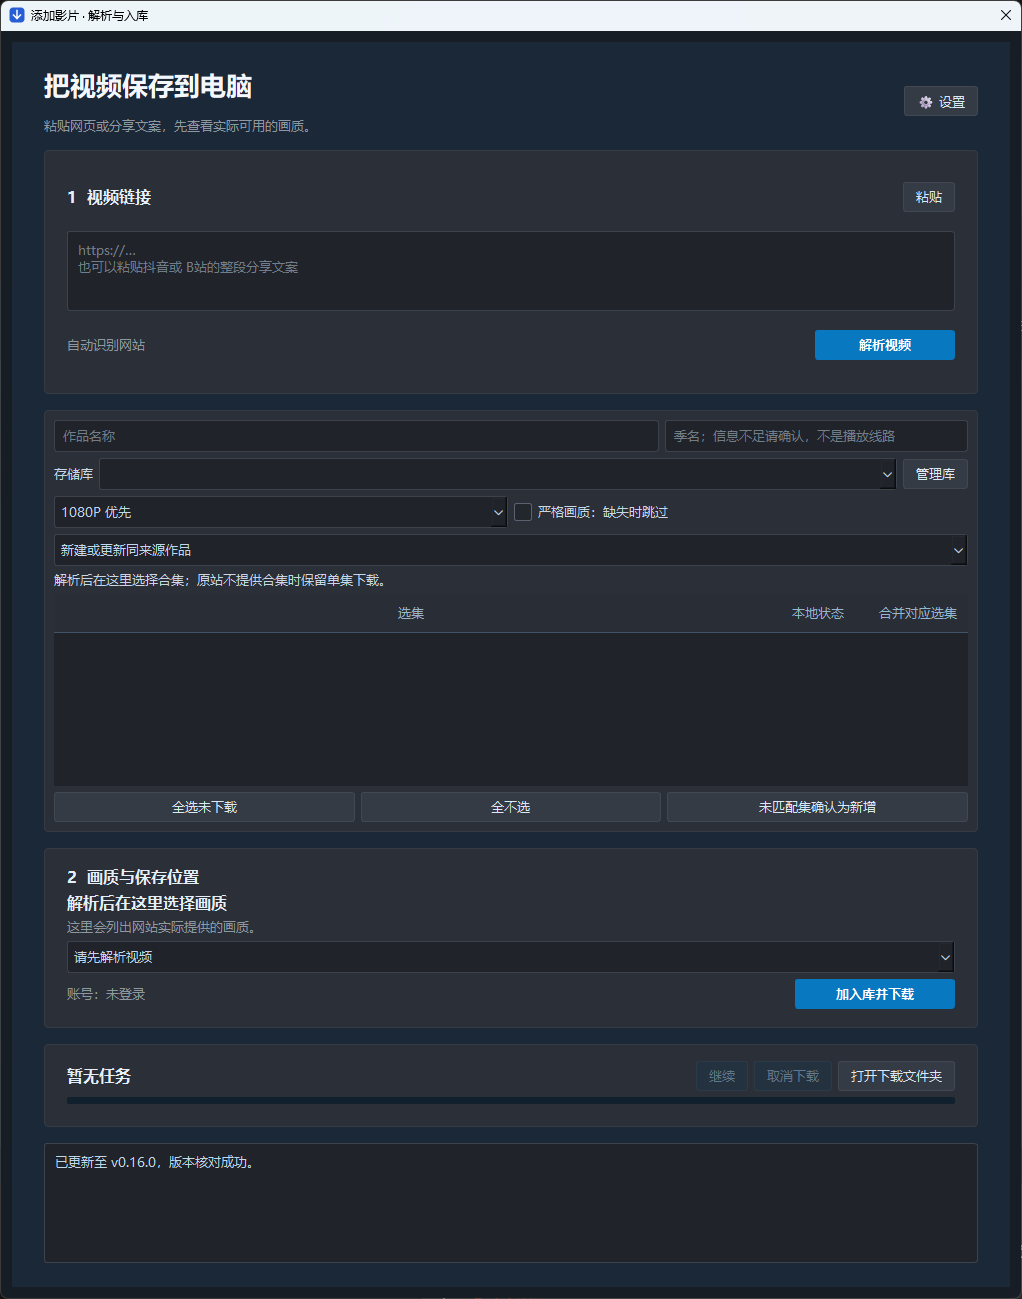 添加影片 · 解析与入库
把视频保存到电脑
设置
粘贴网页或分享文案，先查看实际可用的画质。
1 视频链接
粘贴
https://...
也可以粘贴抖音或 B站的整段分享文案
自动识别网站
解析视频
作品名称
季名；信息不足请确认，不是播放线路
存储库
管理库
1080P 优先
严格画质：缺失时跳过
新建或更新同来源作品
解析后在这里选择合集；原站不提供合集时保留单集下载。
选集
本地状态
合并对应选集
全选未下载
全不选
未匹配集确认为新增
2 画质与保存位置
解析后在这里选择画质
这里会列出网站实际提供的画质。
请先解析视频
账号：未登录
加入库并下载
暂无任务
继续
取消下载
打开下载文件夹
已更新至 v0.16.0，版本核对成功。